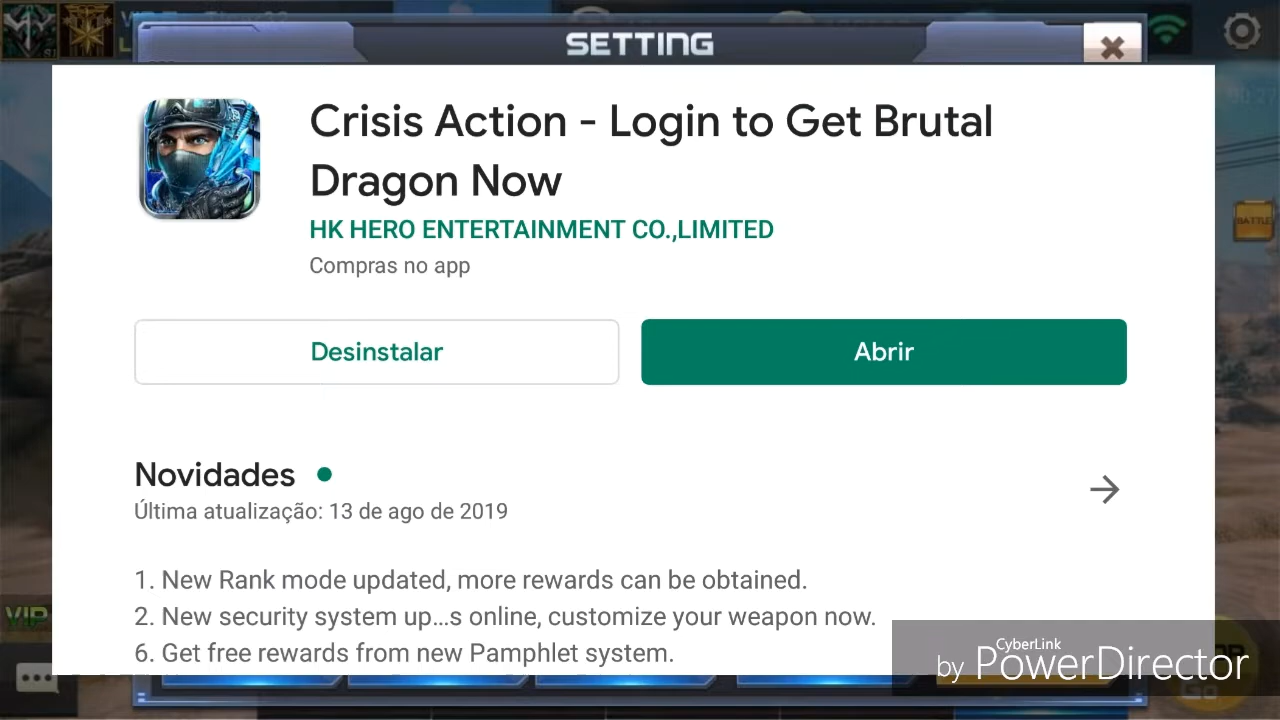 SETTING
Crisis Action - Login to Get Brutal
Dragon Now
HK HERO ENTERTAINMENT CO.,LIMITED
Compras no app
Desinstalar
Abrir
BATTLE
Novidades
Última atualização: 13 de ago de 2019
1. New Rank mode updated, more rewards can be obtained.
2. New security system up...s online, customize your weapon now.
6. Get free rewards from new Pamphlet system.
VIP
CyberLink
by PowerDirector